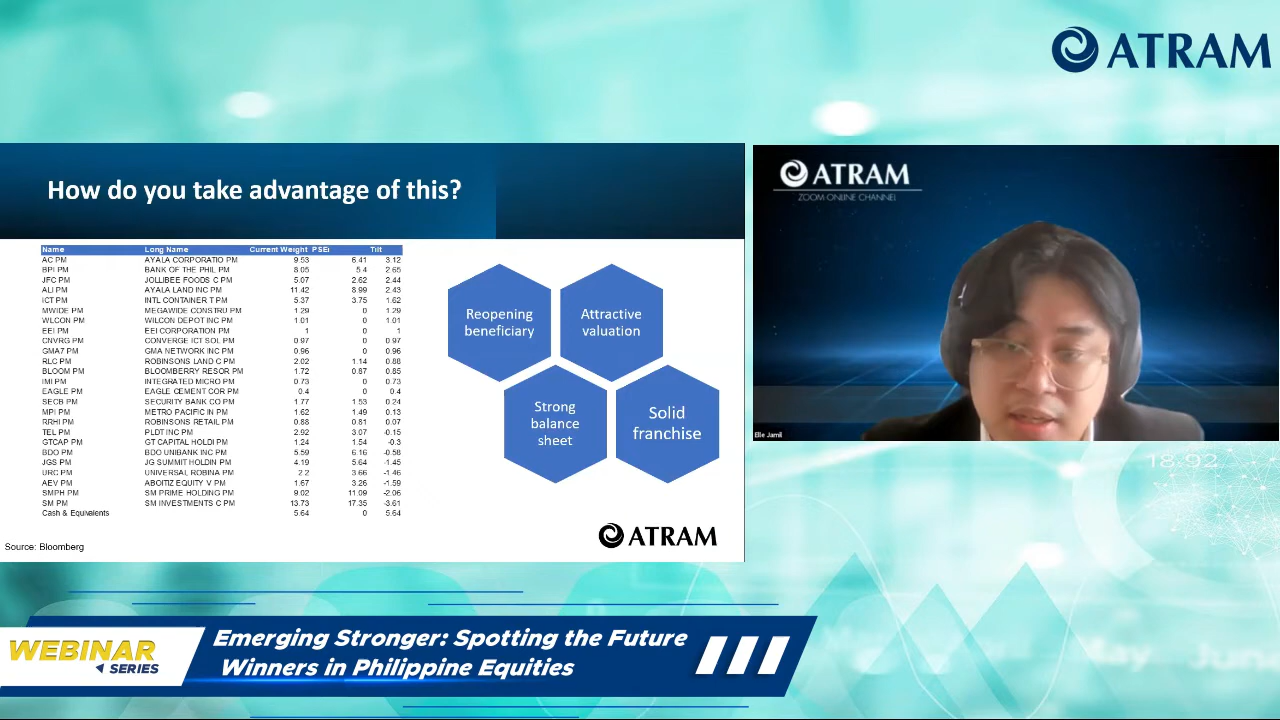 ATRAM
How do you take advantage of this?
Name Long Name Current Weight PSEi Tilt
AC PM AYALA CORPORATIO PM 9.53 6.41 3.12
BPI PM BANK OF THE PHIL PM 8.05 5.4 2.65
JFC PM JOLLIBEE FOODS C PM 5.07 2.62 2.44
ALI PM AYALA LAND INC PM 11.42 8.99 2.43
ICT PM INTL CONTAINER T PM 5.37 3.75 1.62
MWIDE PM MEGAWIDE CONSTRU PM 1.29 0 1.29
WLCON PM WILCON DEPOT INC PM 1.01 0 1.01
EEI PM EEI CORPORATION PM 1 0 1
CNVRG PM CONVERGE ICT SOL PM 0.97 0 0.97
GMA7 PM GMA NETWORK INC PM 0.96 0 0.96
RLC PM ROBINSONS LAND C PM 2.02 1.14 0.88
BLOOM PM BLOOMBERRY RESOR PM 1.72 0.87 0.85
IMI PM INTEGRATED MICRO PM 0.73 0 0.73
EAGLE PM EAGLE CEMENT COR PM 0.4 0 0.4
SECB PM SECURITY BANK CO PM 1.77 1.53 0.24
MPI PM METRO PACIFIC IN PM 1.62 1.49 0.13
RRHI PM ROBINSONS RETAIL PM 0.88 0.81 0.07
TEL PM PLDT INC PM 2.92 3.07 -0.15
GTCAP PM GT CAPITAL HOLDI PM 1.24 1.54 -0.3
BDO PM BDO UNIBANK INC PM 5.59 6.16 -0.58
JGS PM JG SUMMIT HOLDIN PM 4.19 5.64 -1.45
URC PM UNIVERSAL ROBINA PM 2.2 3.66 -1.46
AEV PM ABOITIZ EQUITY V PM 1.67 3.26 -1.59
SMPH PM SM PRIME HOLDING PM 9.02 11.09 -2.06
SM PM SM INVESTMENTS C PM 13.73 17.35 -3.61
Cash & Equivalents 5.64 0 5.64
Reopening
beneficiary
Attractive
valuation
Strong
balance
sheet
Solid
franchise
ATRAM
Source: Bloomberg
ATRAM
ZOOM ONLINE CHANNEL
Elle Jamil
18.92
WEBINAR
SERIES
Emerging Stronger: Spotting the Future
Winners in Philippine Equities